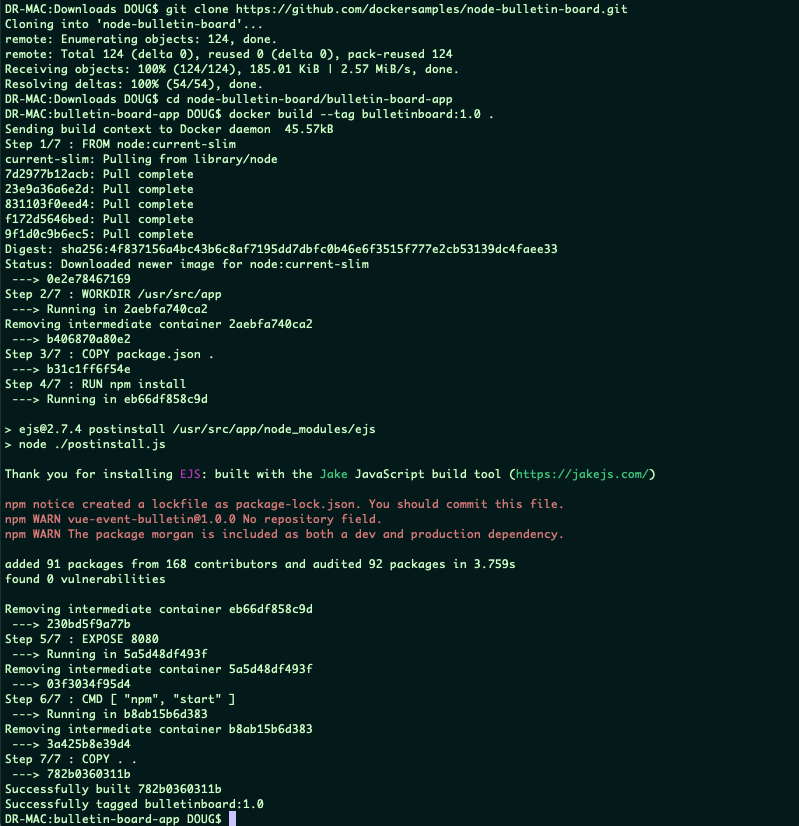 DR-MAC:Downloads DOUG$ git clone https://github.com/dockersamples/node-bulletin-board.git
Cloning into 'node-bulletin-board'...
remote: Enumerating objects: 124, done.
remote: Total 124 (delta 0), reused 0 (delta 0), pack-reused 124
Receiving objects: 100% (124/124), 185.01 KiB | 2.57 MiB/s, done.
Resolving deltas: 100% (54/54), done.
DR-MAC:Downloads DOUG$ cd node-bulletin-board/bulletin-board-app
DR-MAC:bulletin-board-app DOUG$ docker build --tag bulletinboard:1.0 .
Sending build context to Docker daemon  45.57kB
Step 1/7 : FROM node:current-slim
current-slim: Pulling from library/node
7d2977b12acb: Pull complete
23e9a36a6e2d: Pull complete
831103f0eed4: Pull complete
f172d5646bed: Pull complete
9f1d0c9b6ec5: Pull complete
Digest: sha256:4f837156a4bc43b6c8af7195dd7dbfc0b46e6f3515f777e2cb53139dc4faee33
Status: Downloaded newer image for node:current-slim
 ---> 0e2e78467169
Step 2/7 : WORKDIR /usr/src/app
 ---> Running in 2aebfa740ca2
Removing intermediate container 2aebfa740ca2
 ---> b406870a80e2
Step 3/7 : COPY package.json .
 ---> b31c1ff6f54e
Step 4/7 : RUN npm install
 ---> Running in eb66df858c9d
> ejs@2.7.4 postinstall /usr/src/app/node_modules/ejs
> node ./postinstall.js
Thank you for installing EJS: built with the Jake JavaScript build tool (https://jakejs.com/)
npm notice created a lockfile as package-lock.json. You should commit this file.
npm WARN vue-event-bulletin@1.0.0 No repository field.
npm WARN The package morgan is included as both a dev and production dependency.
added 91 packages from 168 contributors and audited 92 packages in 3.759s
found 0 vulnerabilities
Removing intermediate container eb66df858c9d
 ---> 230bd5f9a77b
Step 5/7 : EXPOSE 8080
 ---> Running in 5a5d48df493f
Removing intermediate container 5a5d48df493f
 ---> 03f3034f95d4
Step 6/7 : CMD [ "npm", "start" ]
 ---> Running in b8ab15b6d383
Removing intermediate container b8ab15b6d383
 ---> 3a425b8e39d4
Step 7/7 : COPY . .
 ---> 782b0360311b
Successfully built 782b0360311b
Successfully tagged bulletinboard:1.0
DR-MAC:bulletin-board-app DOUG$